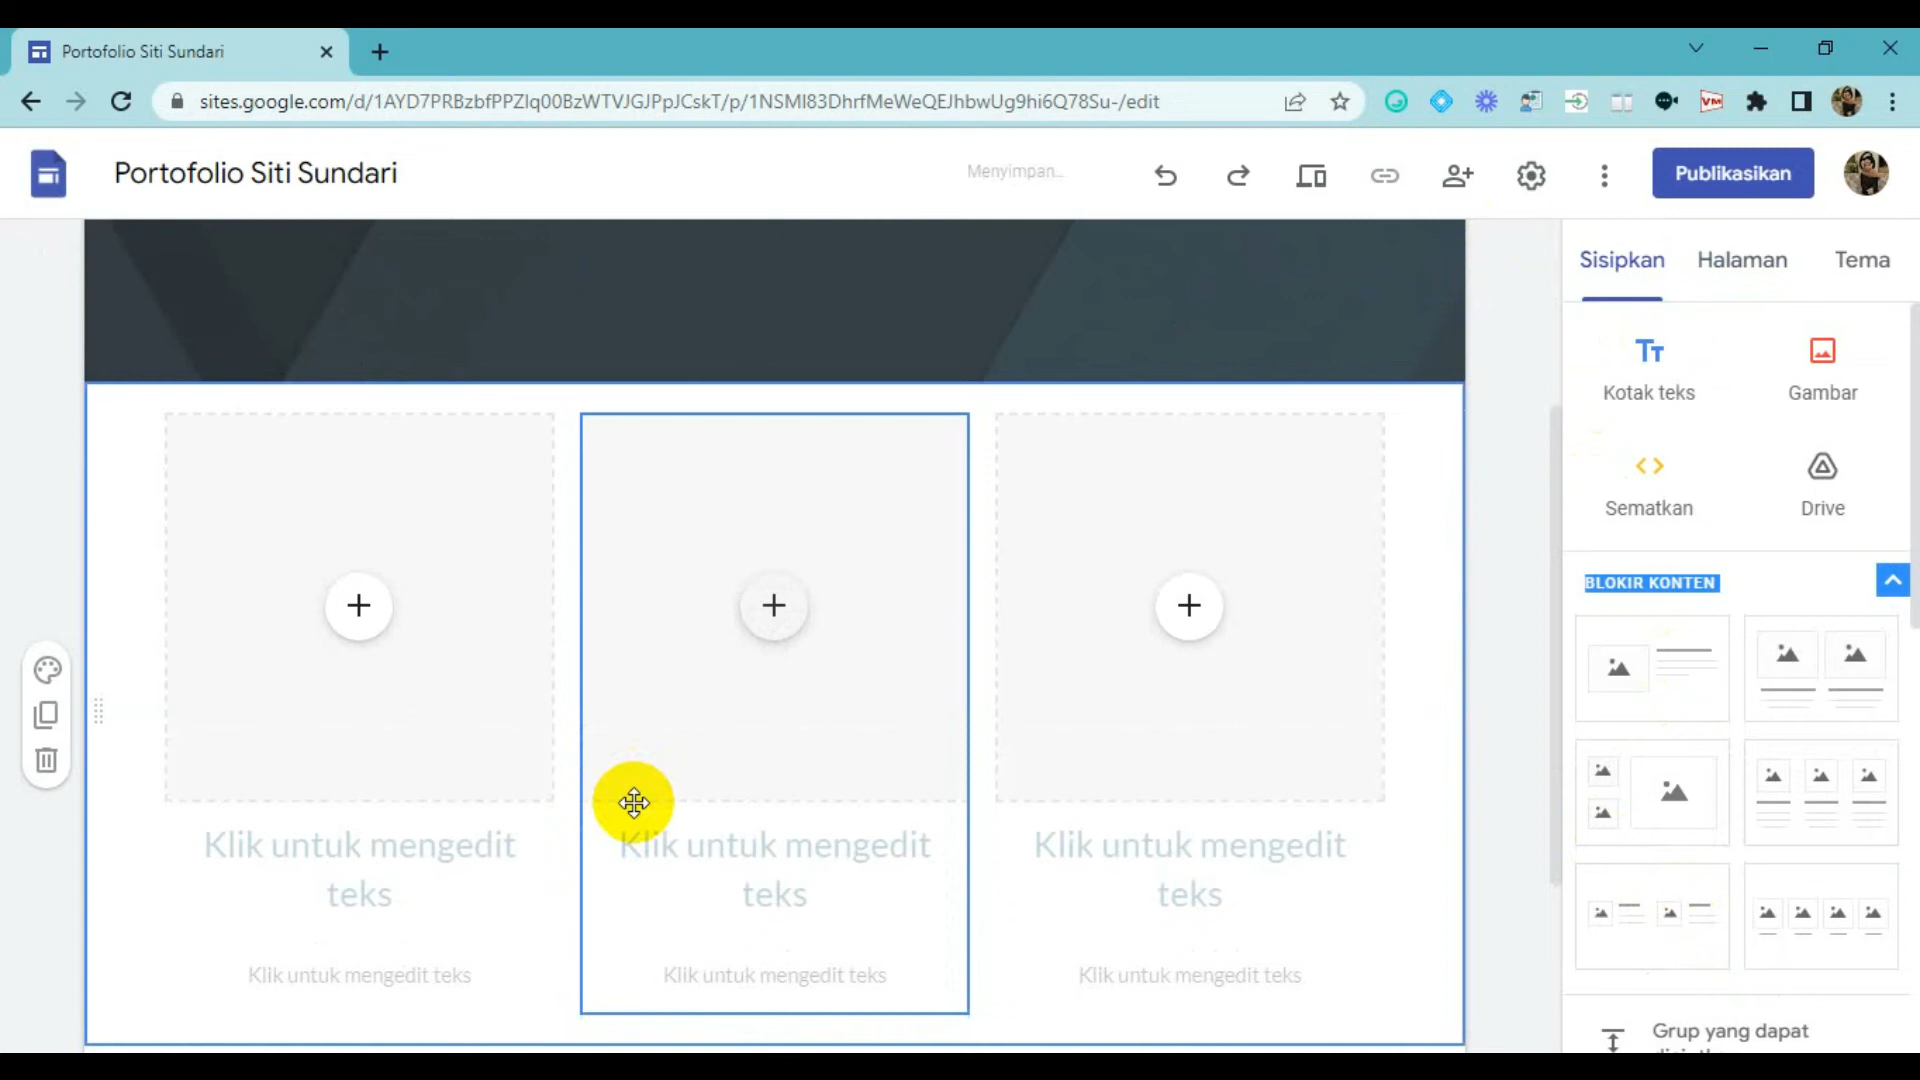 Portofolio Siti Sundari
sites.google.com/d/1AYD7PRBzbfPPZIq00BzWTVJGJPpJCskT/p/1NSMI83DhrfMeWeQEJhbwUg9hi6Q78Su-/edit
VM
Portofolio Siti Sundari
Menyimpan...
Publikasikan
Sisipkan
Halaman
Tema
Kotak teks
Gambar
Sematkan
Drive
BLOKIR KONTEN
Klik untuk mengedit
teks
Klik untuk mengedit teks
Klik untuk mengedit
teks
Klik untuk mengedit teks
Klik untuk mengedit
teks
Klik untuk mengedit teks
Grup yang dapat